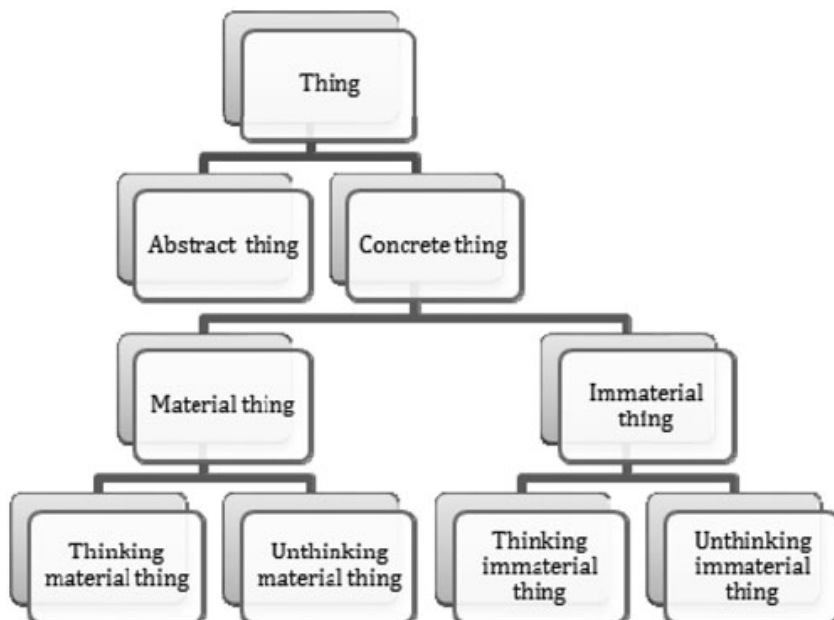 Thing
Abstract thing
Concrete thing
Material thing
Immaterial
thing
Thinking
material thing
Unthinking
material thing
Thinking
immaterial
thing
Unthinking
immaterial
thing